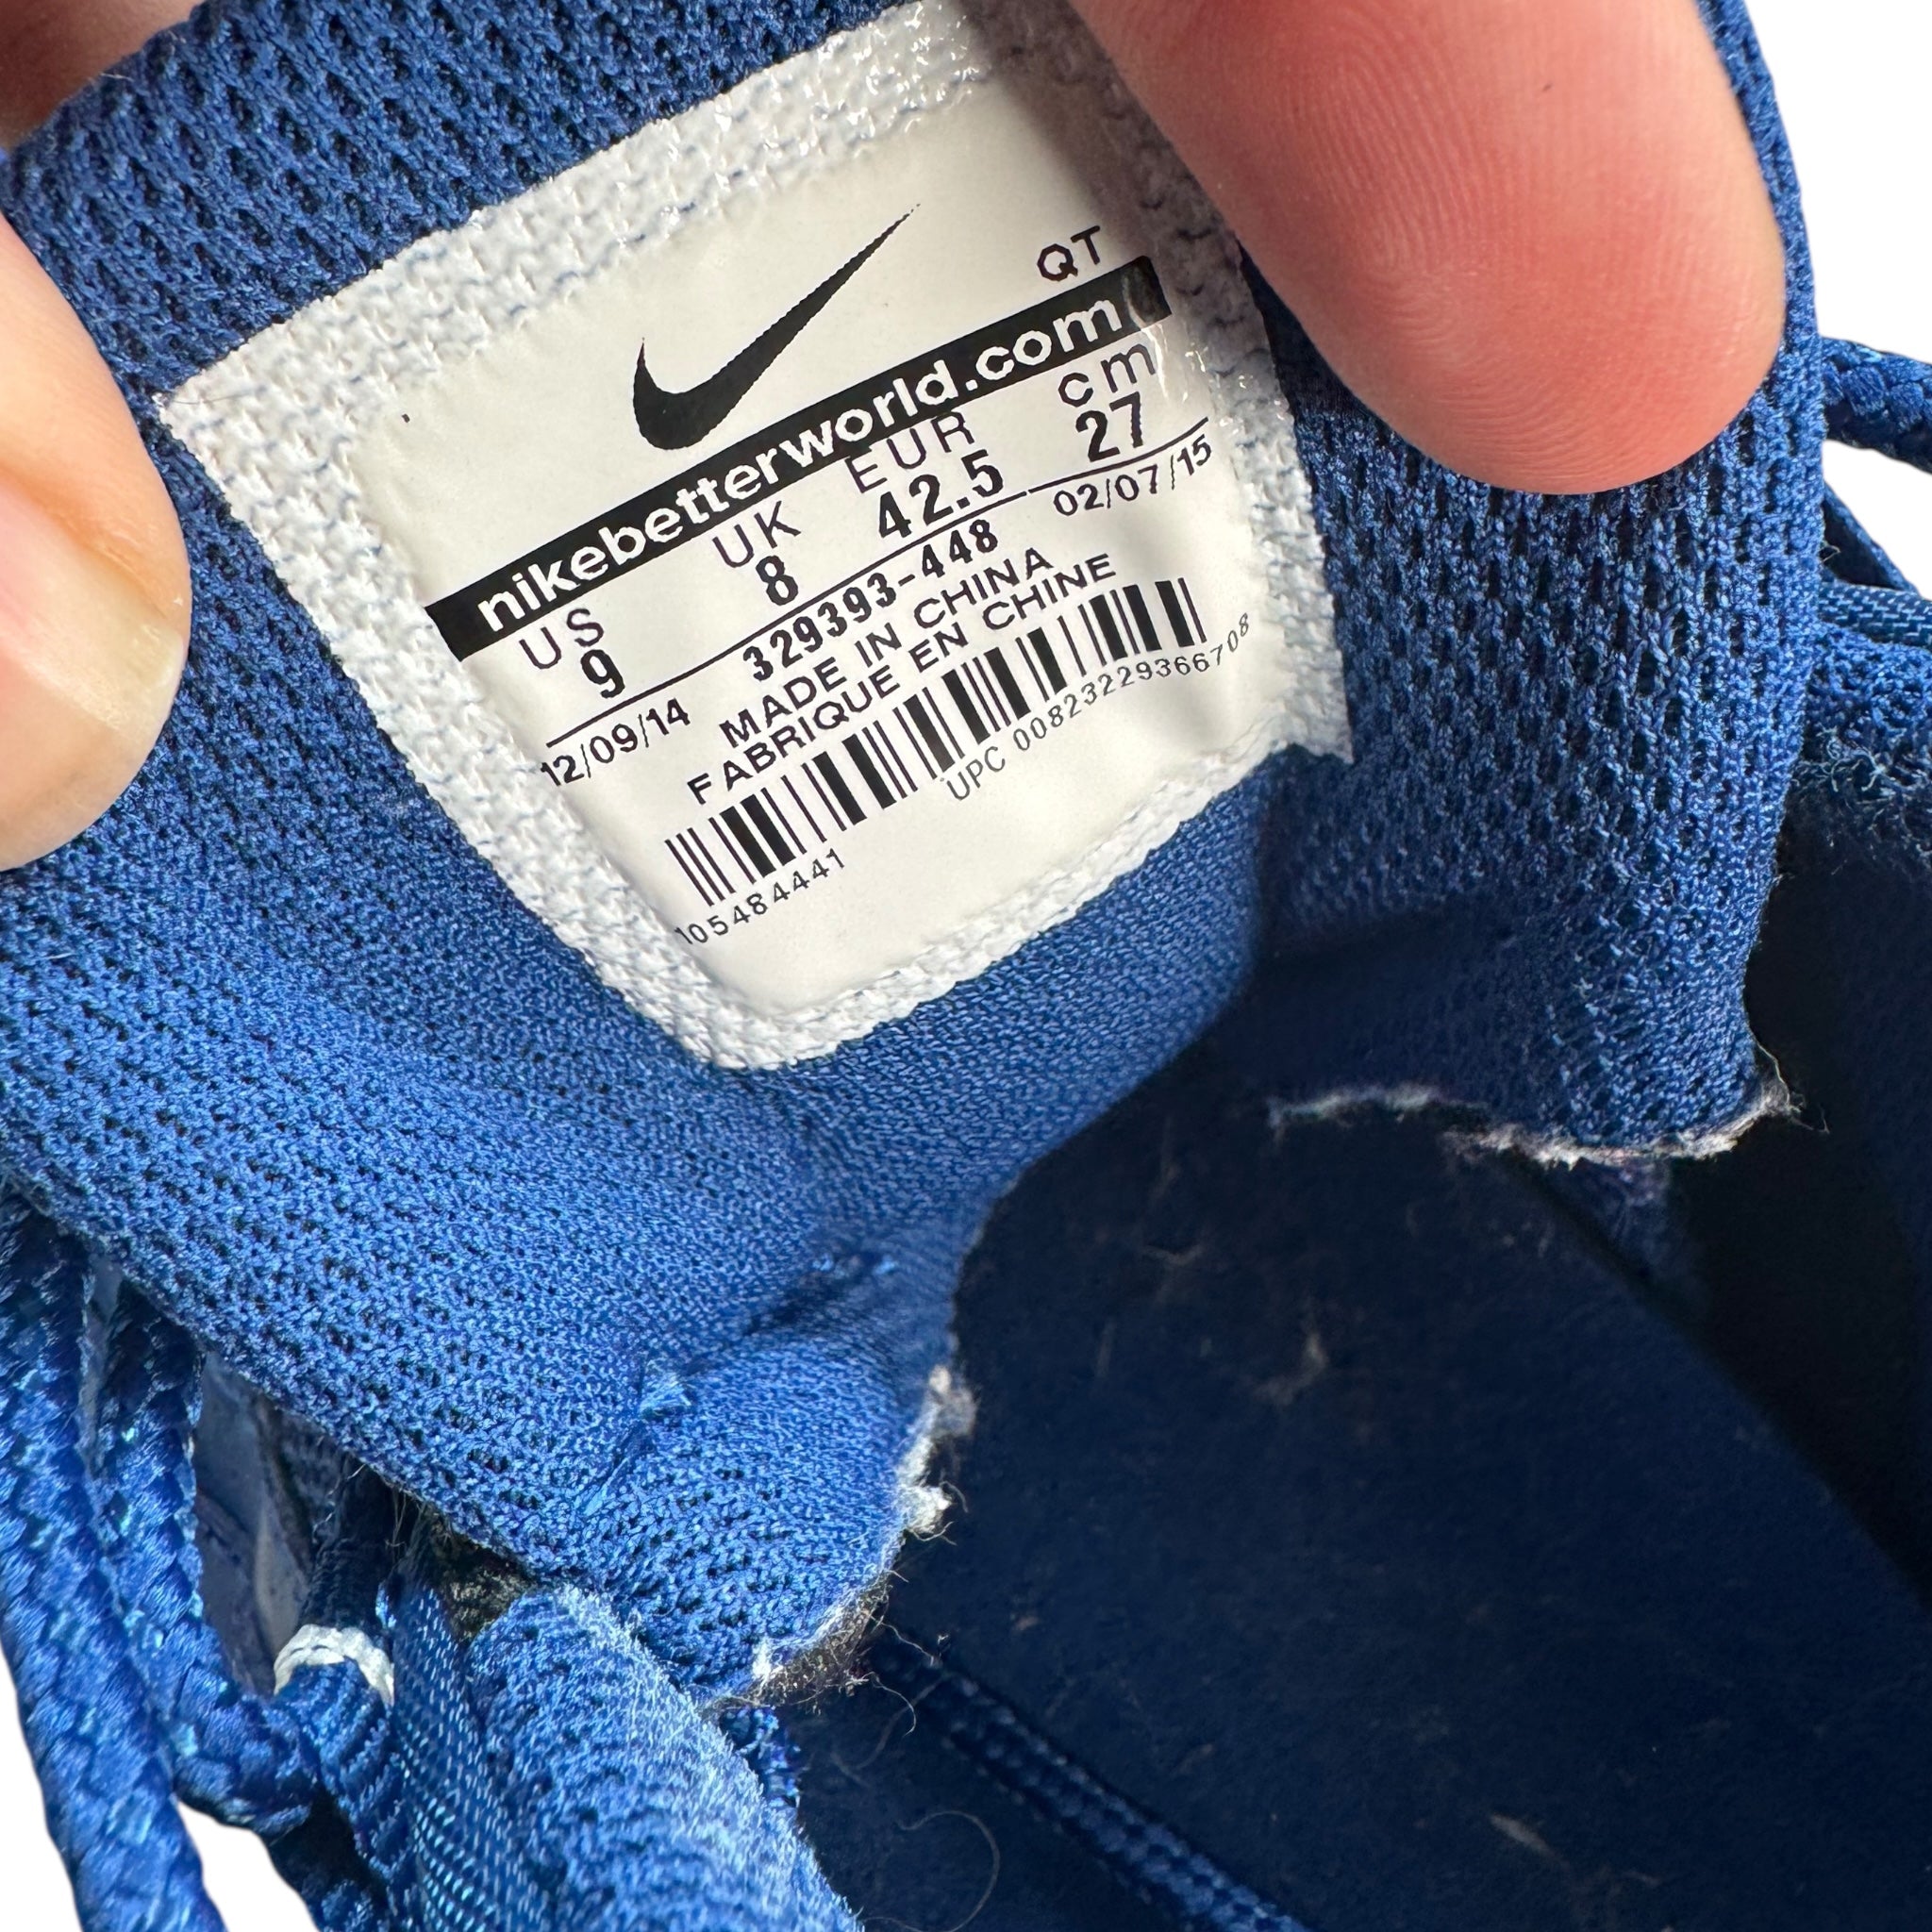 QT
nikebetterworld.com
US UK EUR cm
9 8 42.5 27
12/09/14 329393-448 02/07/15
MADE IN CHINA
FABRIQUE EN CHINE
UPC 00823229366708
105484441